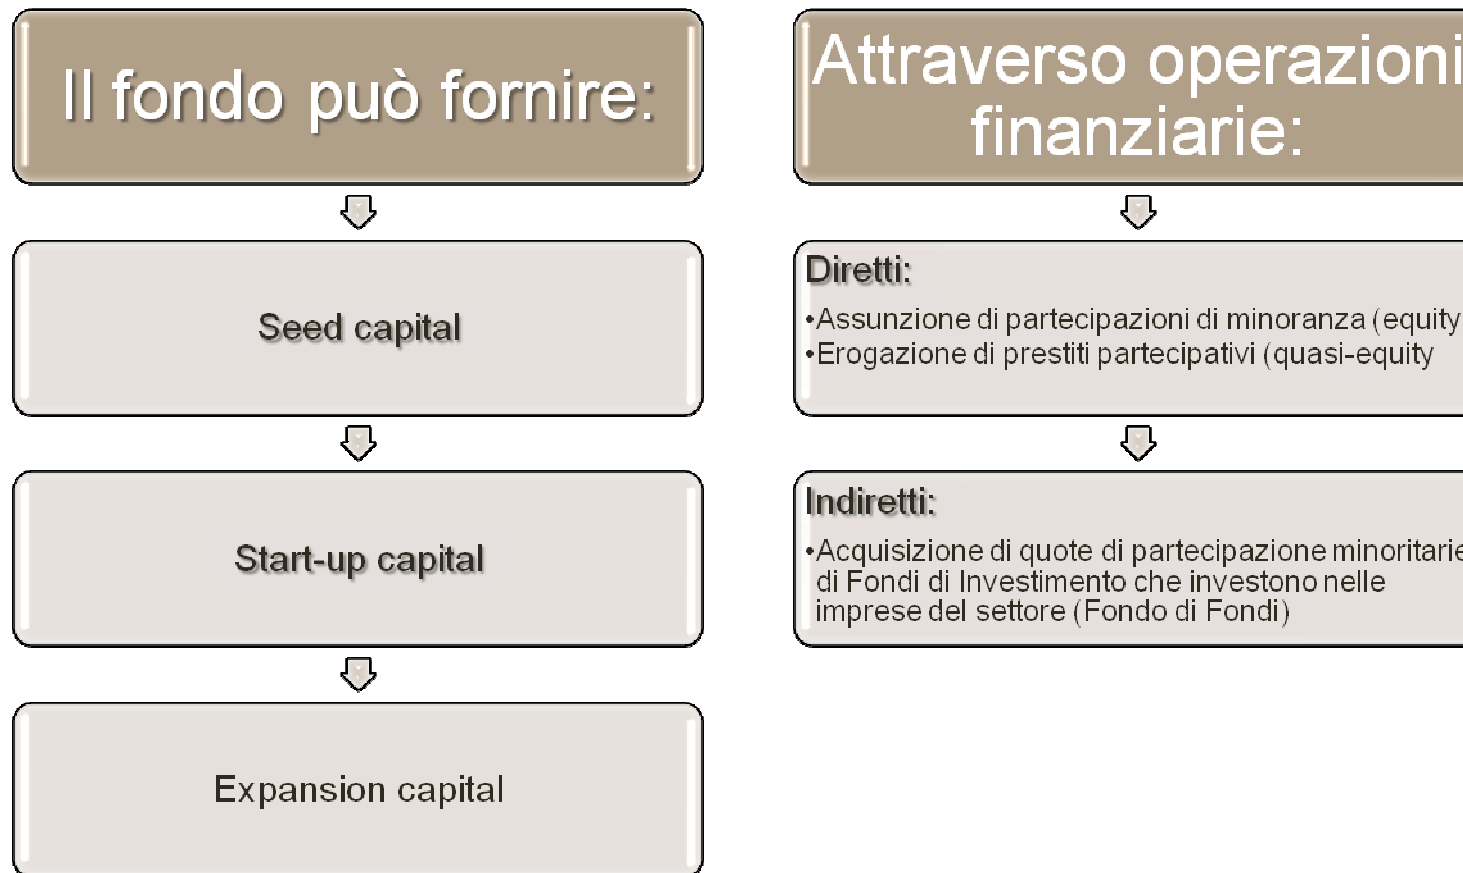 Il fondo può fornire:
Seed capital
Start-up capital
Expansion capital
Attraverso operazioni
finanziarie:
Diretti:
•Assunzione di partecipazioni di minoranza (equity
•Erogazione di prestiti partecipativi (quasi-equity
Indiretti:
•Acquisizione di quote di partecipazione minoritarie
di Fondi di Investimento che investono nelle
imprese del settore (Fondo di Fondi)